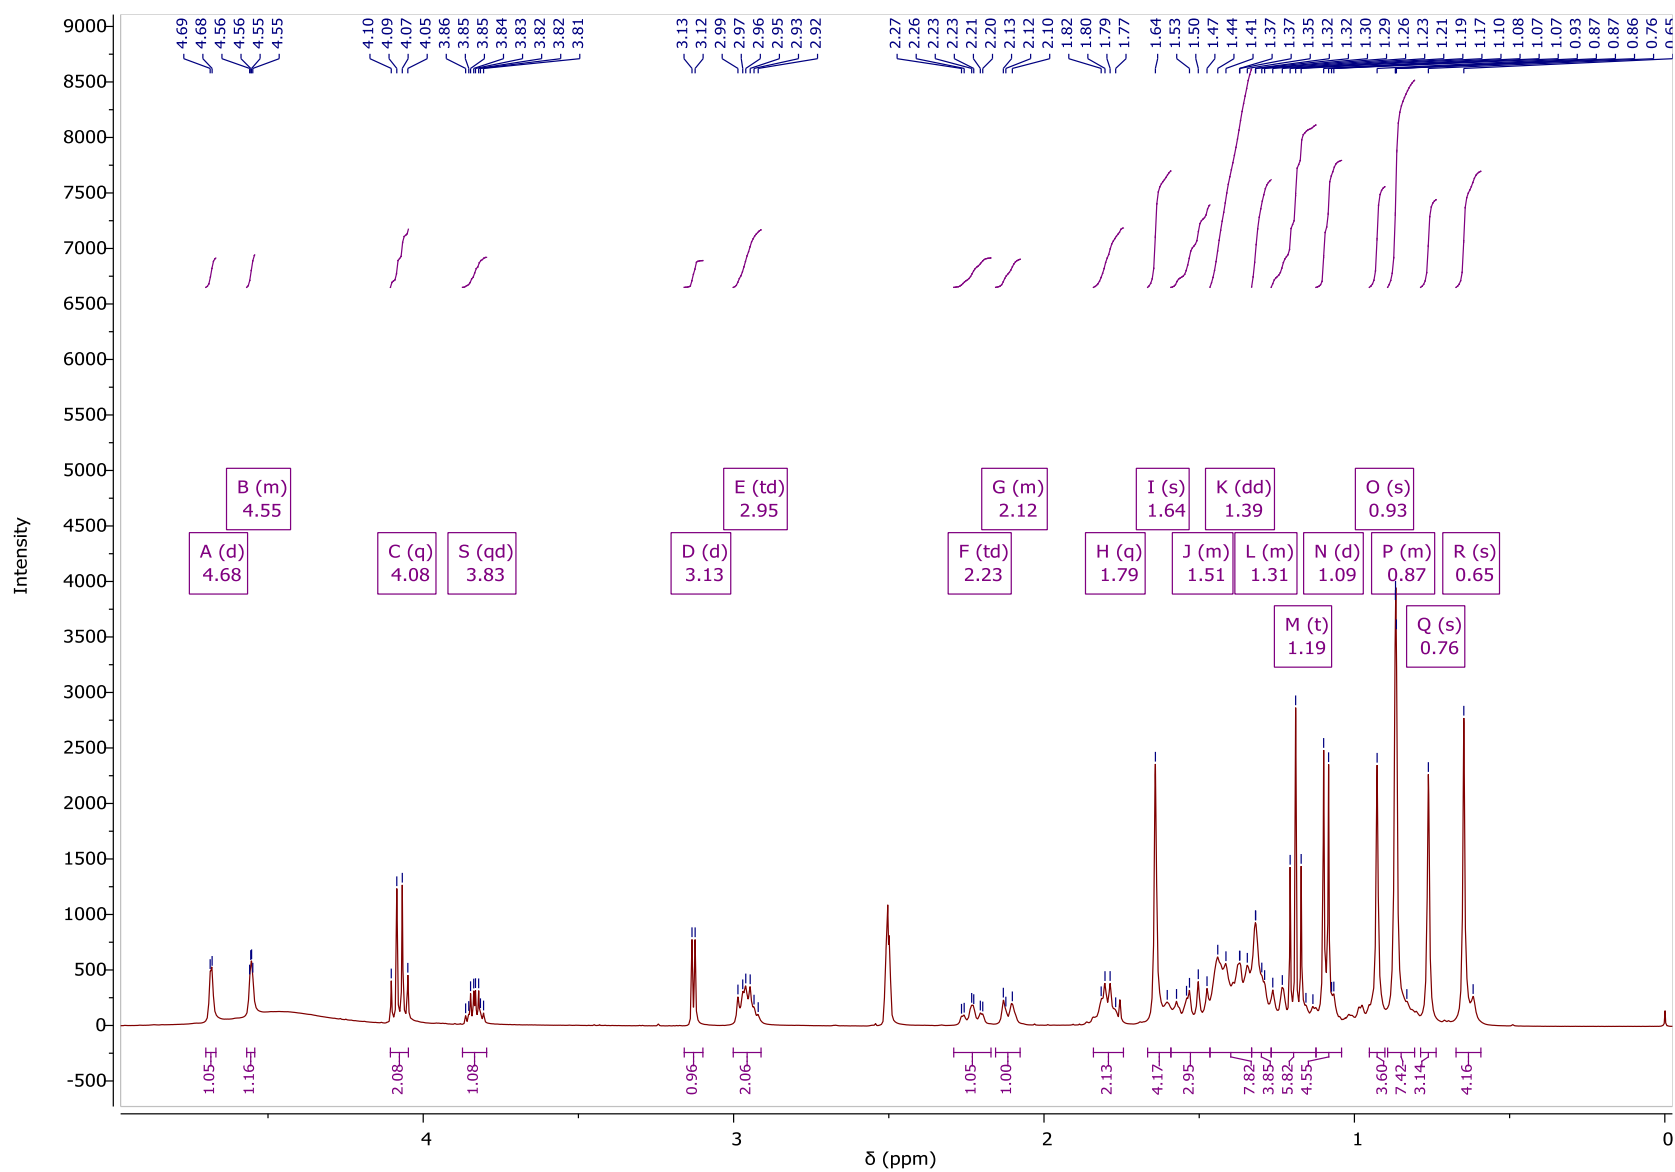 4.69 4.68 4.56 4.56 4.55 4.55 4.10 4.09 4.07 4.05 3.86 3.85 3.85 3.84 3.83 3.82 3.82 3.81 3.13 3.12 2.99 2.97 2.96 2.95 2.93 2.92 2.27 2.26 2.23 2.23 2.21 2.20 2.13 2.12 2.10 1.82 1.80 1.79 1.77 1.64 1.53 1.50 1.47 1.44 1.41 1.37 1.37 1.35 1.32 1.32 1.30 1.29 1.26 1.23 1.21 1.19 1.17 1.10 1.08 1.07 1.07 0.93 0.87 0.87 0.86 0.76 0.65
9000
8500
8000
7500
7000
6500
6000
5500
5000
4500
4000
3500
3000
2500
2000
1500
1000
500
0
-500
Intensity
B (m)
4.55
E (td)
2.95
G (m)
2.12
I (s)
1.64
K (dd)
1.39
O (s)
0.93
A (d)
4.68
C (q)
4.08
S (qd)
3.83
D (d)
3.13
F (td)
2.23
H (q)
1.79
J (m)
1.51
L (m)
1.31
N (d)
1.09
P (m)
0.87
R (s)
0.65
M (t)
1.19
Q (s)
0.76
1.05 1.16 2.08 1.08 0.96 2.06 1.05 1.00 2.13 4.17 2.95 7.82 3.85 5.82 4.55 3.60 7.42 3.14 4.16
4 3 2 1 0
δ (ppm)